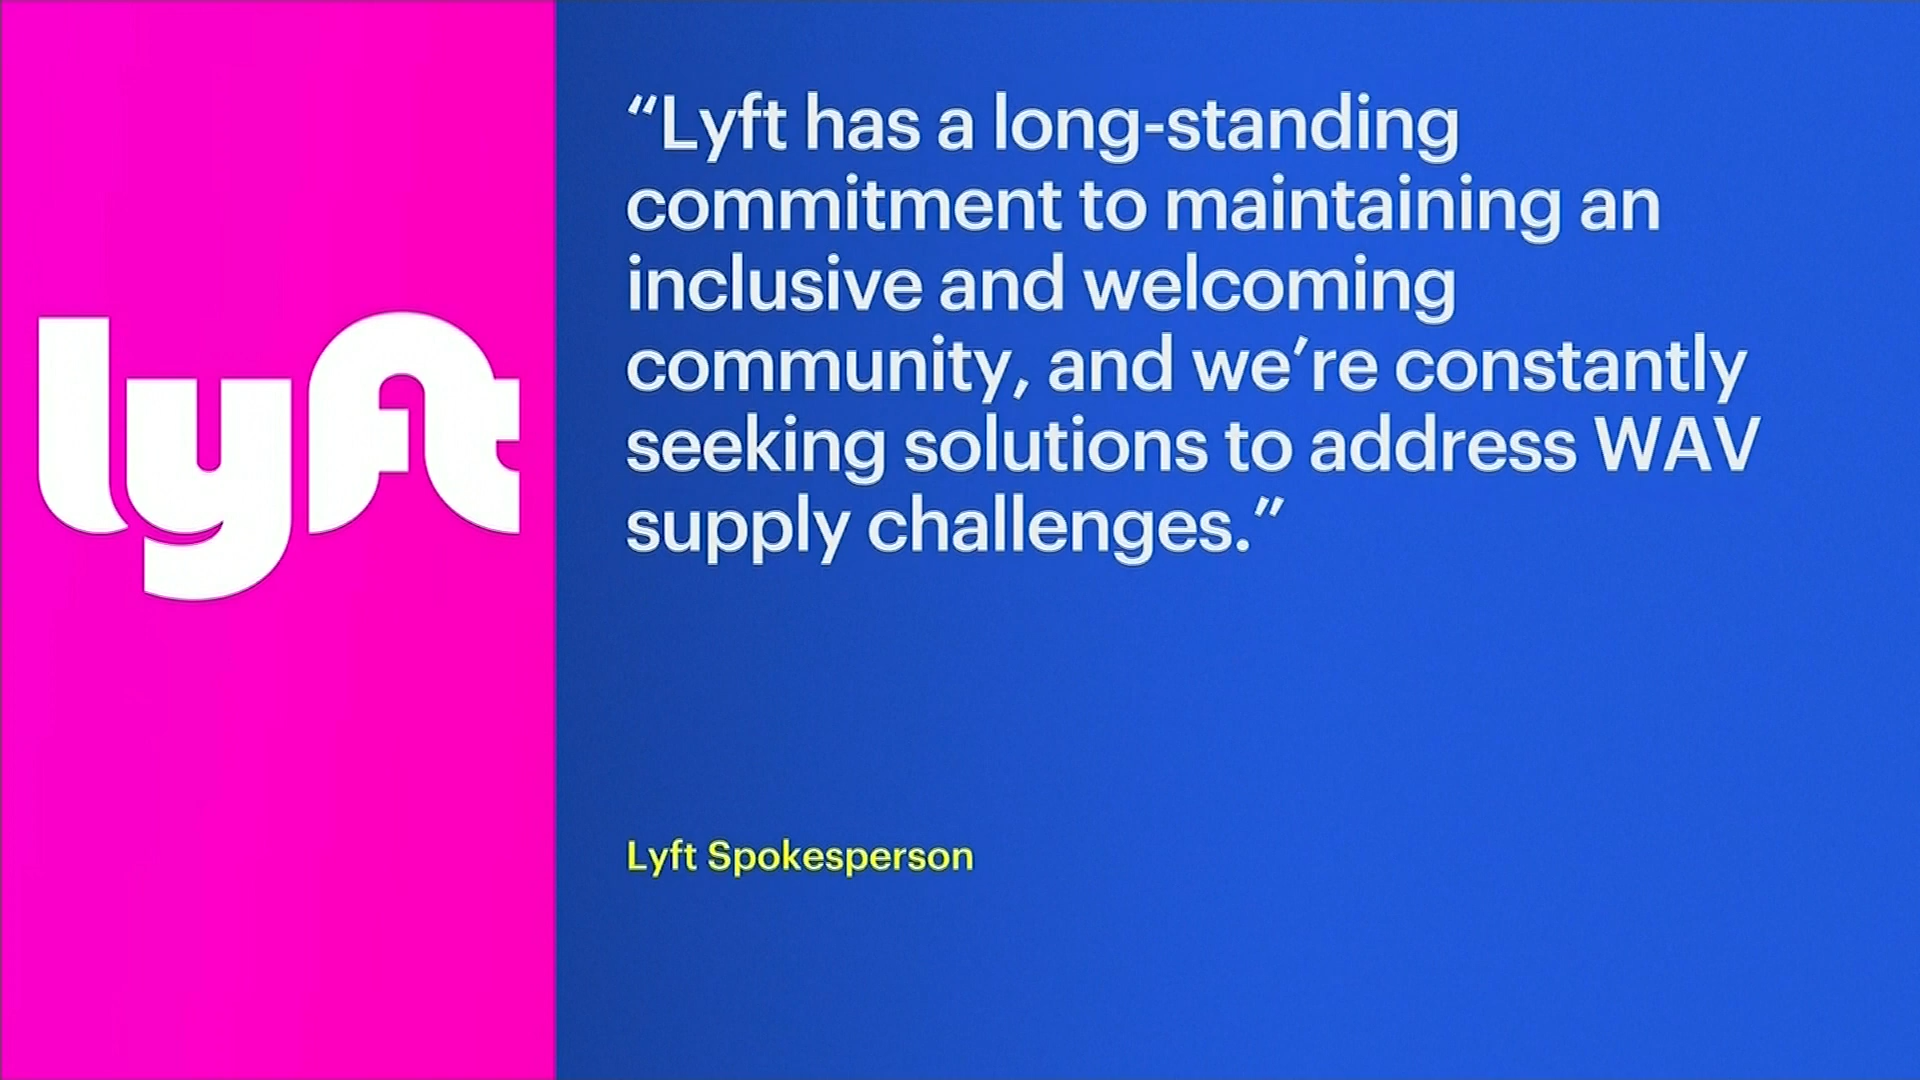 lyft
“Lyft has a long-standing
commitment to maintaining an
inclusive and welcoming
community, and we’re constantly
seeking solutions to address WAV
supply challenges.”
Lyft Spokesperson